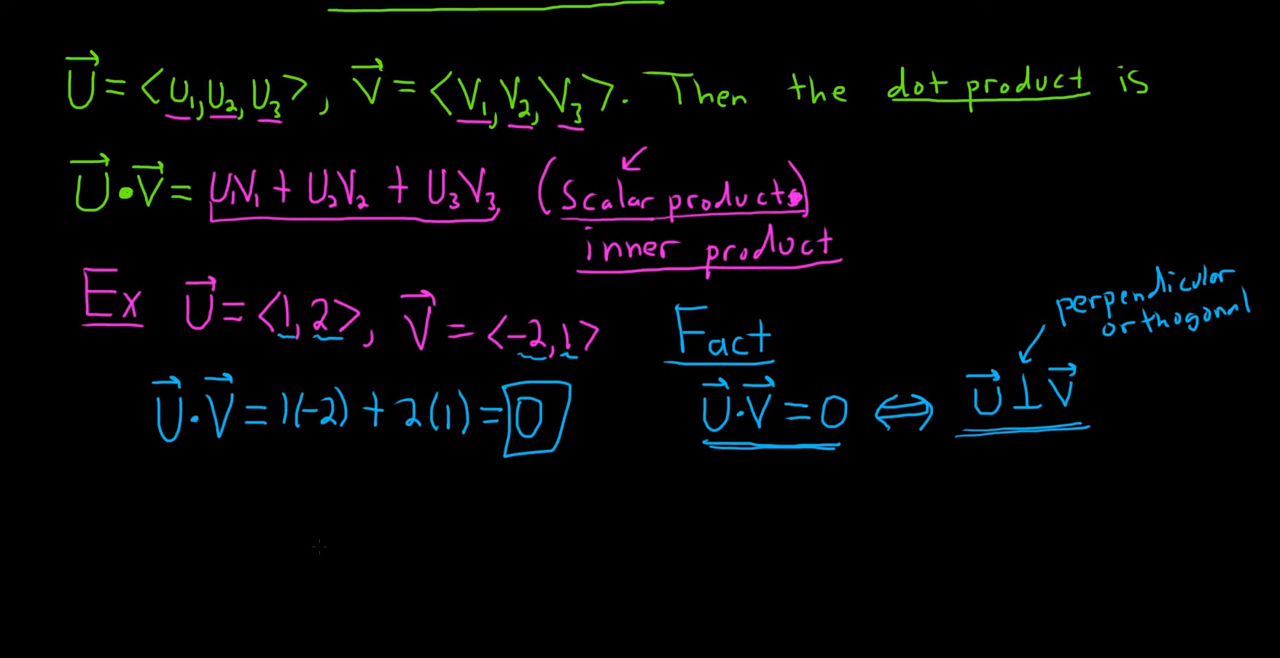 U⃗ = <U₁, U₂, U₃>, V⃗ = <V₁, V₂, V₃>. Then the dot product is
U⃗ • V⃗ = U₁V₁ + U₂V₂ + U₃V₃ (Scalar product)
inner product
Ex U⃗ = <1, 2>, V⃗ = <-2, 1>
U⃗ · V⃗ = 1(-2) + 2(1) = 0
Fact
U⃗ · V⃗ = 0 ⇔ U⃗ ⊥ V⃗
perpendicular
orthogonal